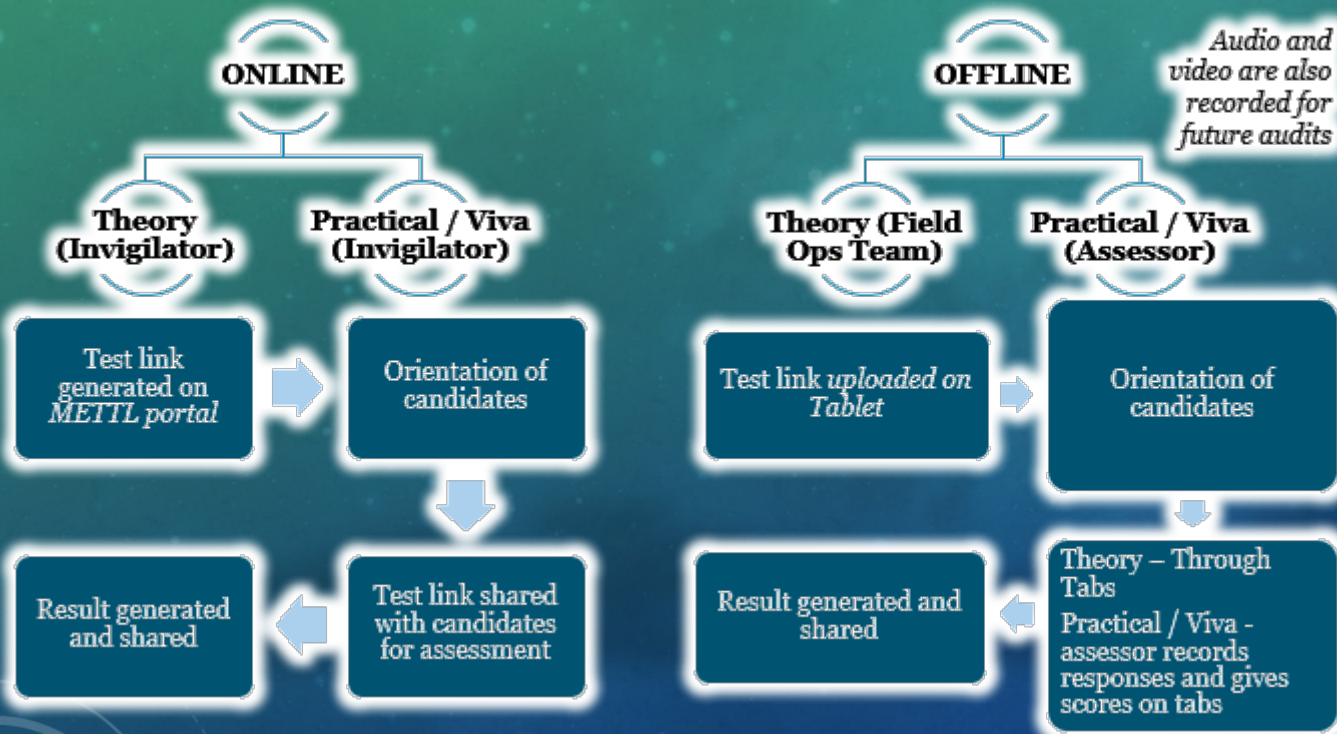 ONLINE
Theory
(Invigilator)
Practical / Viva
(Invigilator)
Test link
generated on
METTL portal
Orientation of
candidates
Test link shared
with candidates
for assessment
Result generated
and shared
OFFLINE
Audio and
video are also
recorded for
future audits
Theory (Field
Ops Team)
Practical / Viva
(Assessor)
Test link uploaded on
Tablet
Orientation of
candidates
Theory – Through
Tabs
Practical / Viva -
assessor records
responses and gives
scores on tabs
Result generated and
shared